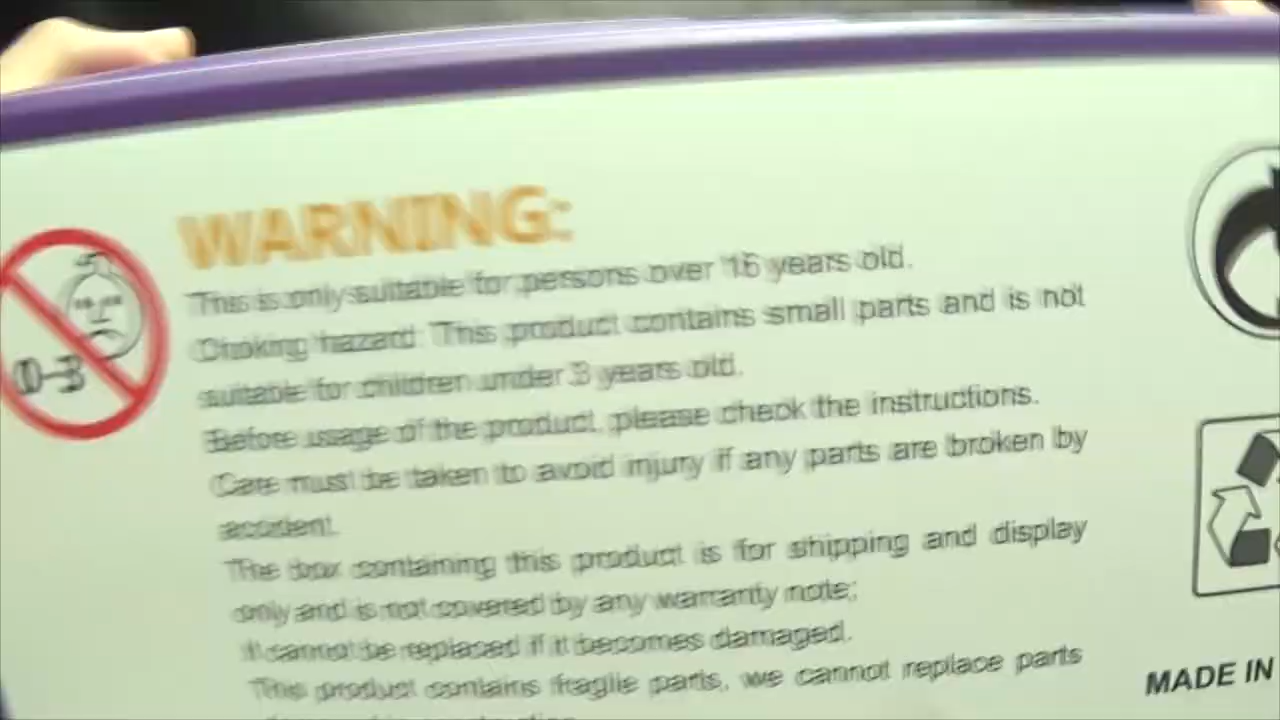 WARNING:
This is only suitable for persons over 16 years old.
Choking hazard: This product contains small parts and is not
suitable for children under 3 years old.
Before usage of the product, please check the instructions.
Care must be taken to avoid injury if any parts are broken by
accident.
The box containing this product is for shipping and display
only and is not covered by any warranty note;
it cannot be replaced if it becomes damaged.
This product contains fragile parts, we cannot replace parts
0-3
MADE IN